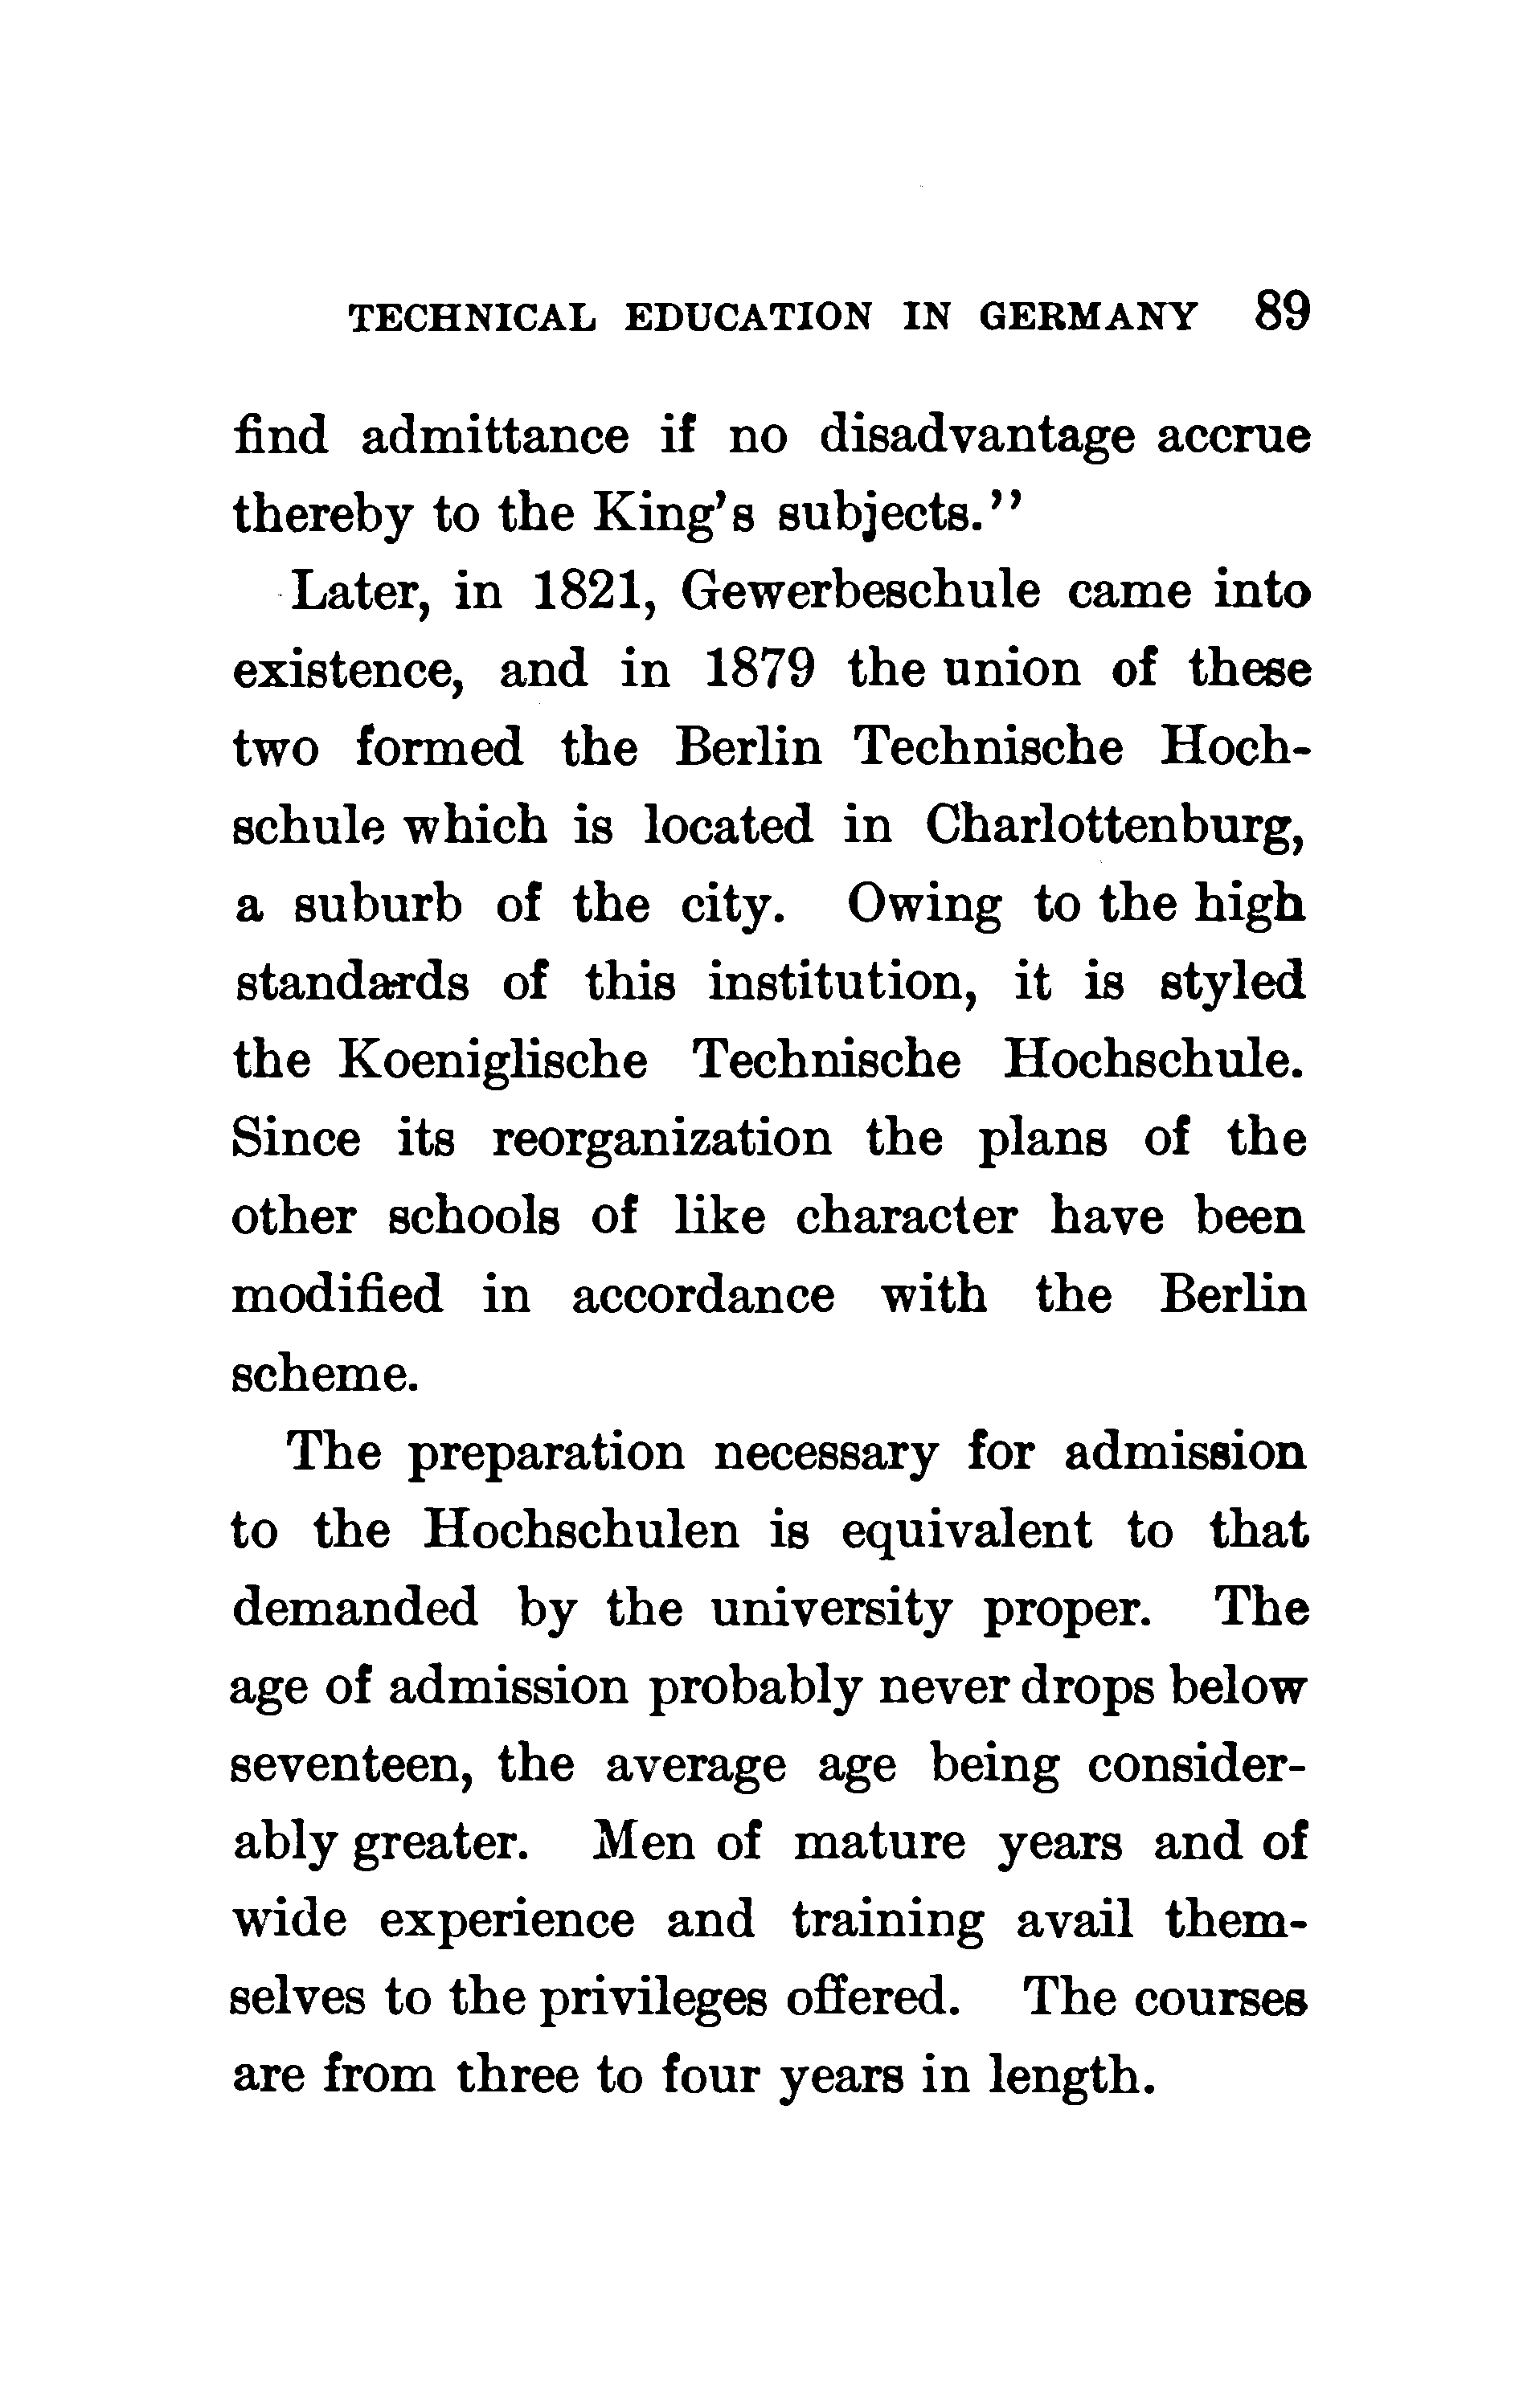 TECHNICAL EDUCATION IN GERMANY 89
find admittance if no disadvantage accrue
thereby to the King's subjects.”
Later, in 1821, Gewerbeschule came into
existence, and in 1879 the union of these
two formed the Berlin Technische Hoch-
schule which is located in Charlottenburg,
a suburb of the city. Owing to the high
standards of this institution, it is styled
the Koeniglische Technische Hochschule.
Since its reorganization the plans of the
other schools of like character have been
modified in accordance with the Berlin
scheme.
The preparation necessary for admission
to the Hochschulen is equivalent to that
demanded by the university proper. The
age of admission probably never drops below
seventeen, the average age being consider-
ably greater. Men of mature years and of
wide experience and training avail them-
selves to the privileges offered. The courses
are from three to four years in length.